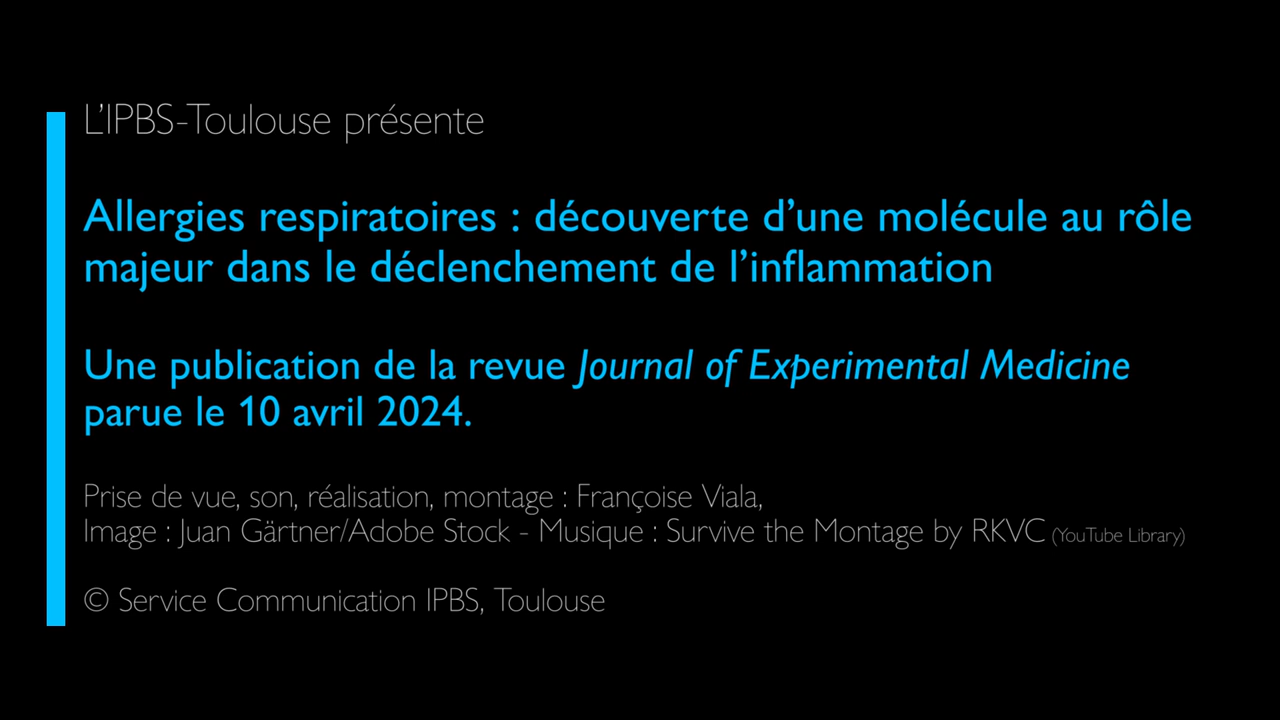 L’IPBS-Toulouse présente
Allergies respiratoires : découverte d’une molécule au rôle
majeur dans le déclenchement de l’inflammation
Une publication de la revue Journal of Experimental Medicine
parue le 10 avril 2024.
Prise de vue, son, réalisation, montage : Françoise Viala,
Image : Juan Gärtner/Adobe Stock - Musique : Survive the Montage by RKVC (YouTube Library)
© Service Communication IPBS, Toulouse